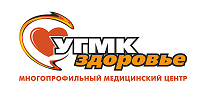 УГМК
здоровье
МНОГОПРОФИЛЬНЫЙ МЕДИЦИНСКИЙ ЦЕНТР